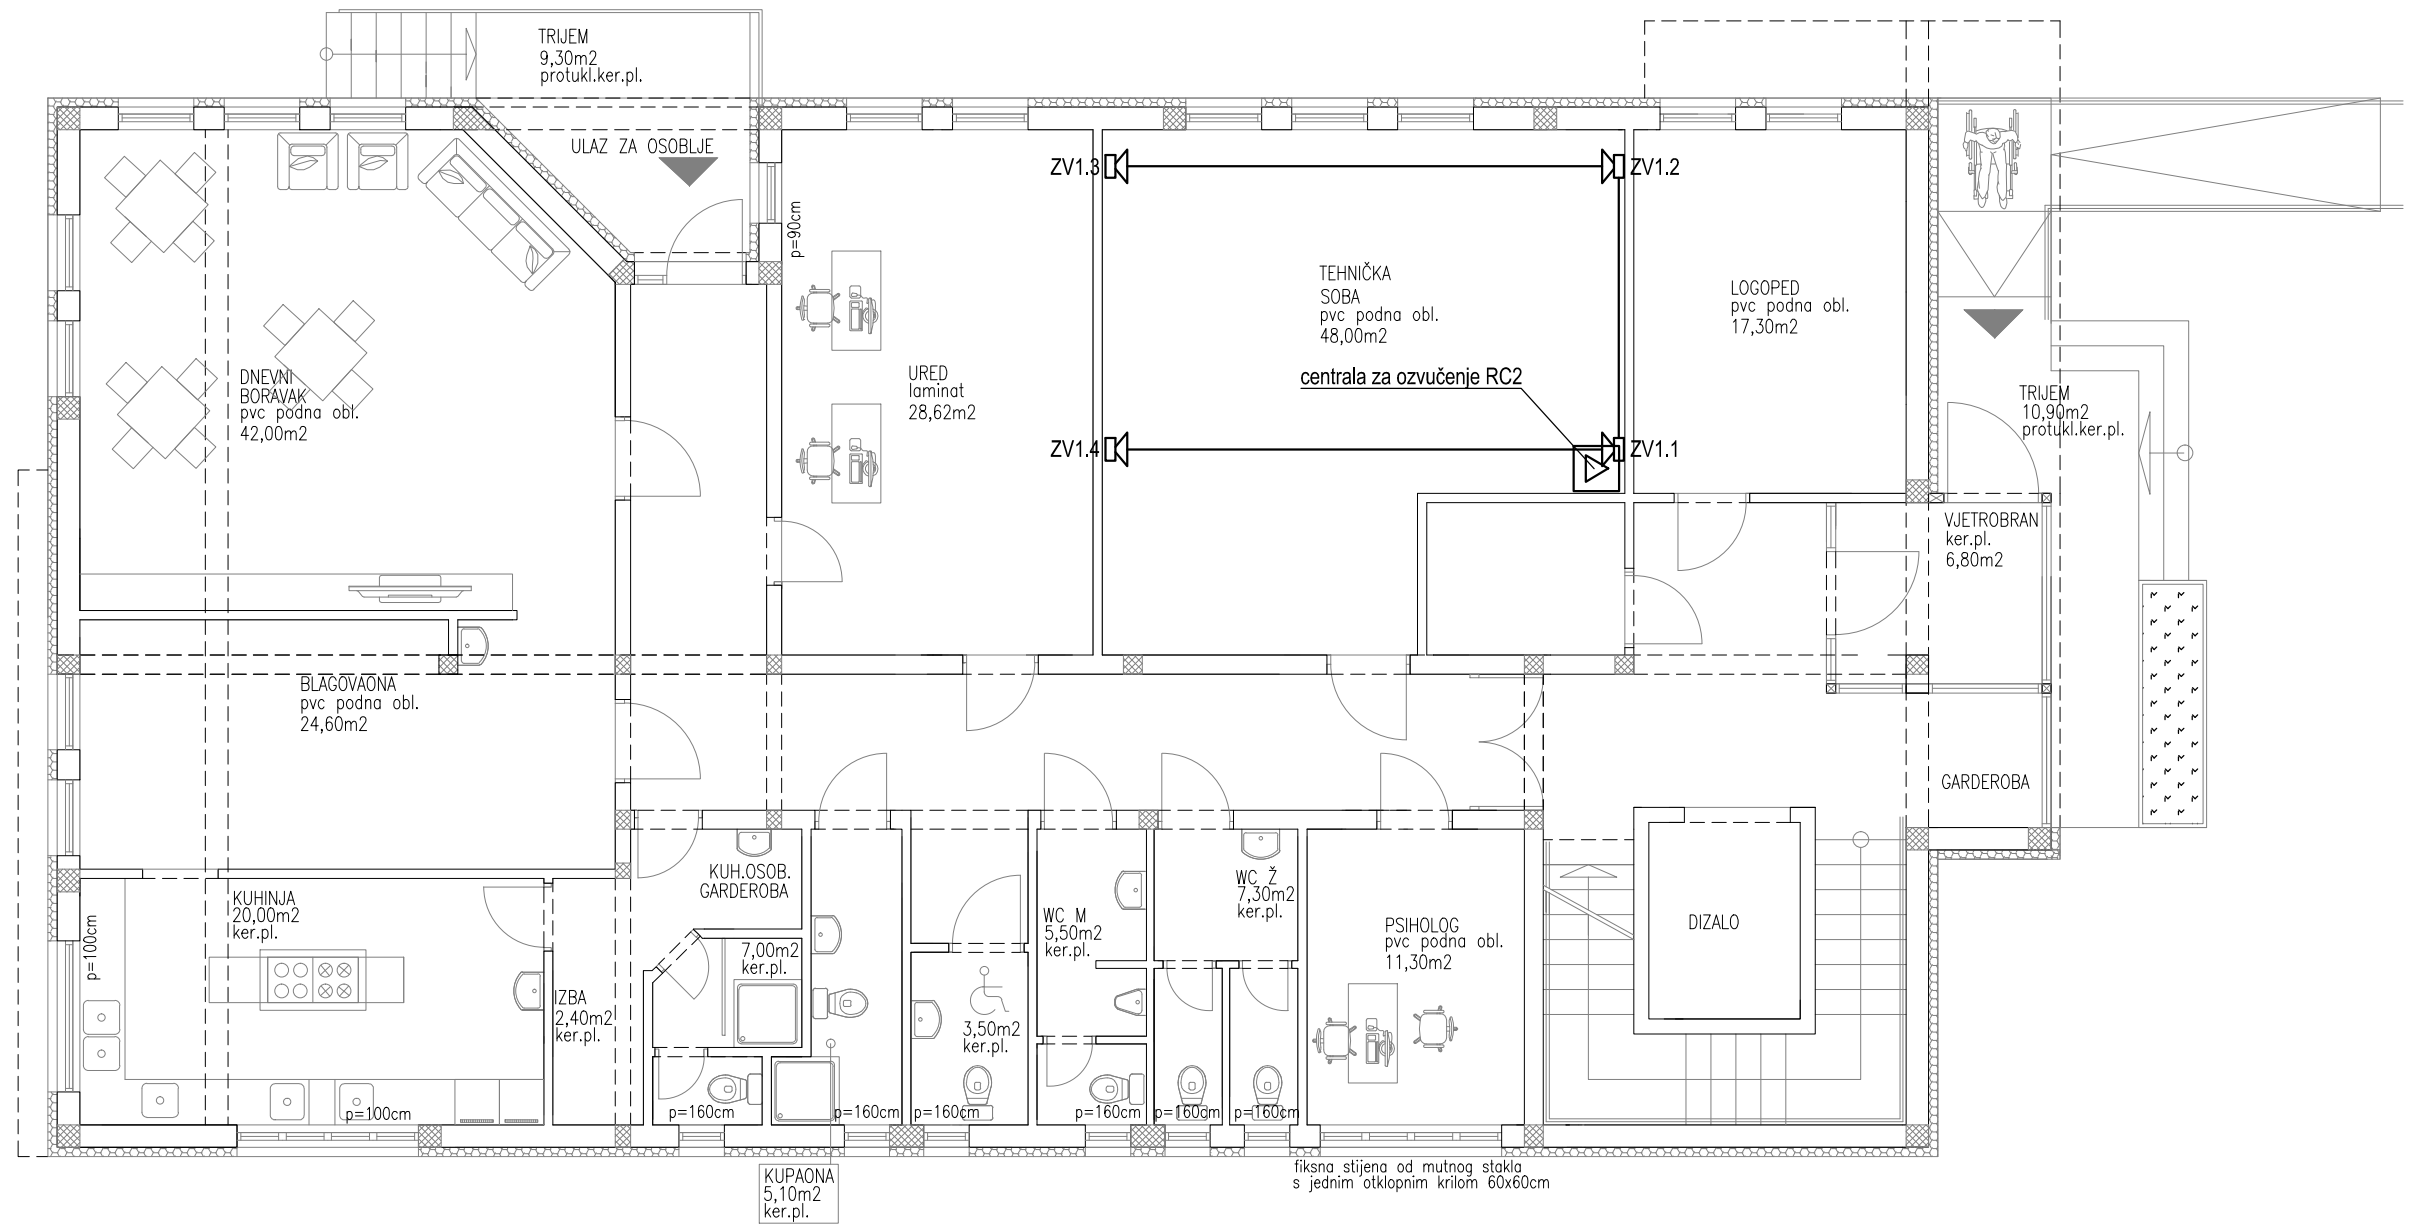 TRIJEM
9,30m2
protukl.ker.pl.
ULAZ ZA OSOBLJE
p=90cm
ZV1.3
ZV1.2
TEHNIČKA
SOBA
pvc podna obl.
48,00m2
LOGOPED
pvc podna obl.
17,30m2
centrala za ozvučenje RC2
DNEVNI
BORAVAK
pvc podna obl.
42,00m2
URED
laminat
28,62m2
TRIJEM
10,90m2
protukl.ker.pl.
ZV1.4
ZV1.1
VJETROBRAN
ker.pl.
6,80m2
BLAGOVAONA
pvc podna obl.
24,60m2
GARDEROBA
KUHINJA
20,00m2
ker.pl.
p=100cm
KUH.OSOB.
GARDEROBA
7,00m2
ker.pl.
WC M
5,50m2
ker.pl.
WC Ž
7,30m2
ker.pl.
PSIHOLOG
pvc podna obl.
11,30m2
DIZALO
IZBA
2,40m2
ker.pl.
3,50m2
ker.pl.
p=100cm
p=160cm
p=160cm
p=160cm
p=160cm
p=160cm
p=160cm
fiksna stijena od mutnog stakla
s jednim otklopnim krilom 60x60cm
KUPAONA
5,10m2
ker.pl.